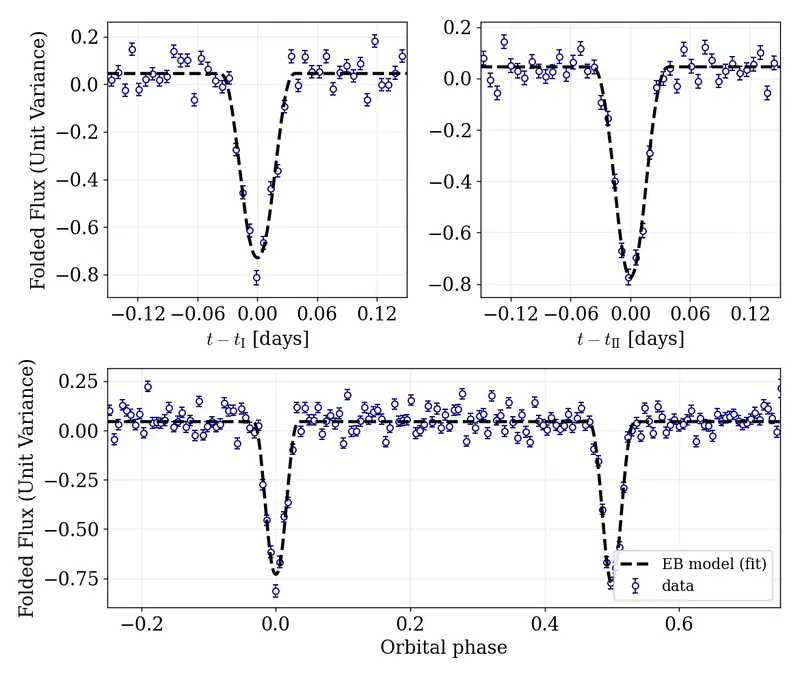 Folded Flux (Unit Variance)
0.2
0.0
−0.2
−0.4
−0.6
−0.8
−0.12 −0.06 0.00 0.06 0.12
t − tI [days]
0.2
0.0
−0.2
−0.4
−0.6
−0.8
−0.12 −0.06 0.00 0.06 0.12
t − tII [days]
Folded Flux (Unit Variance)
0.25
0.00
−0.25
−0.50
−0.75
EB model (fit)
data
−0.2 0.0 0.2 0.4 0.6
Orbital phase